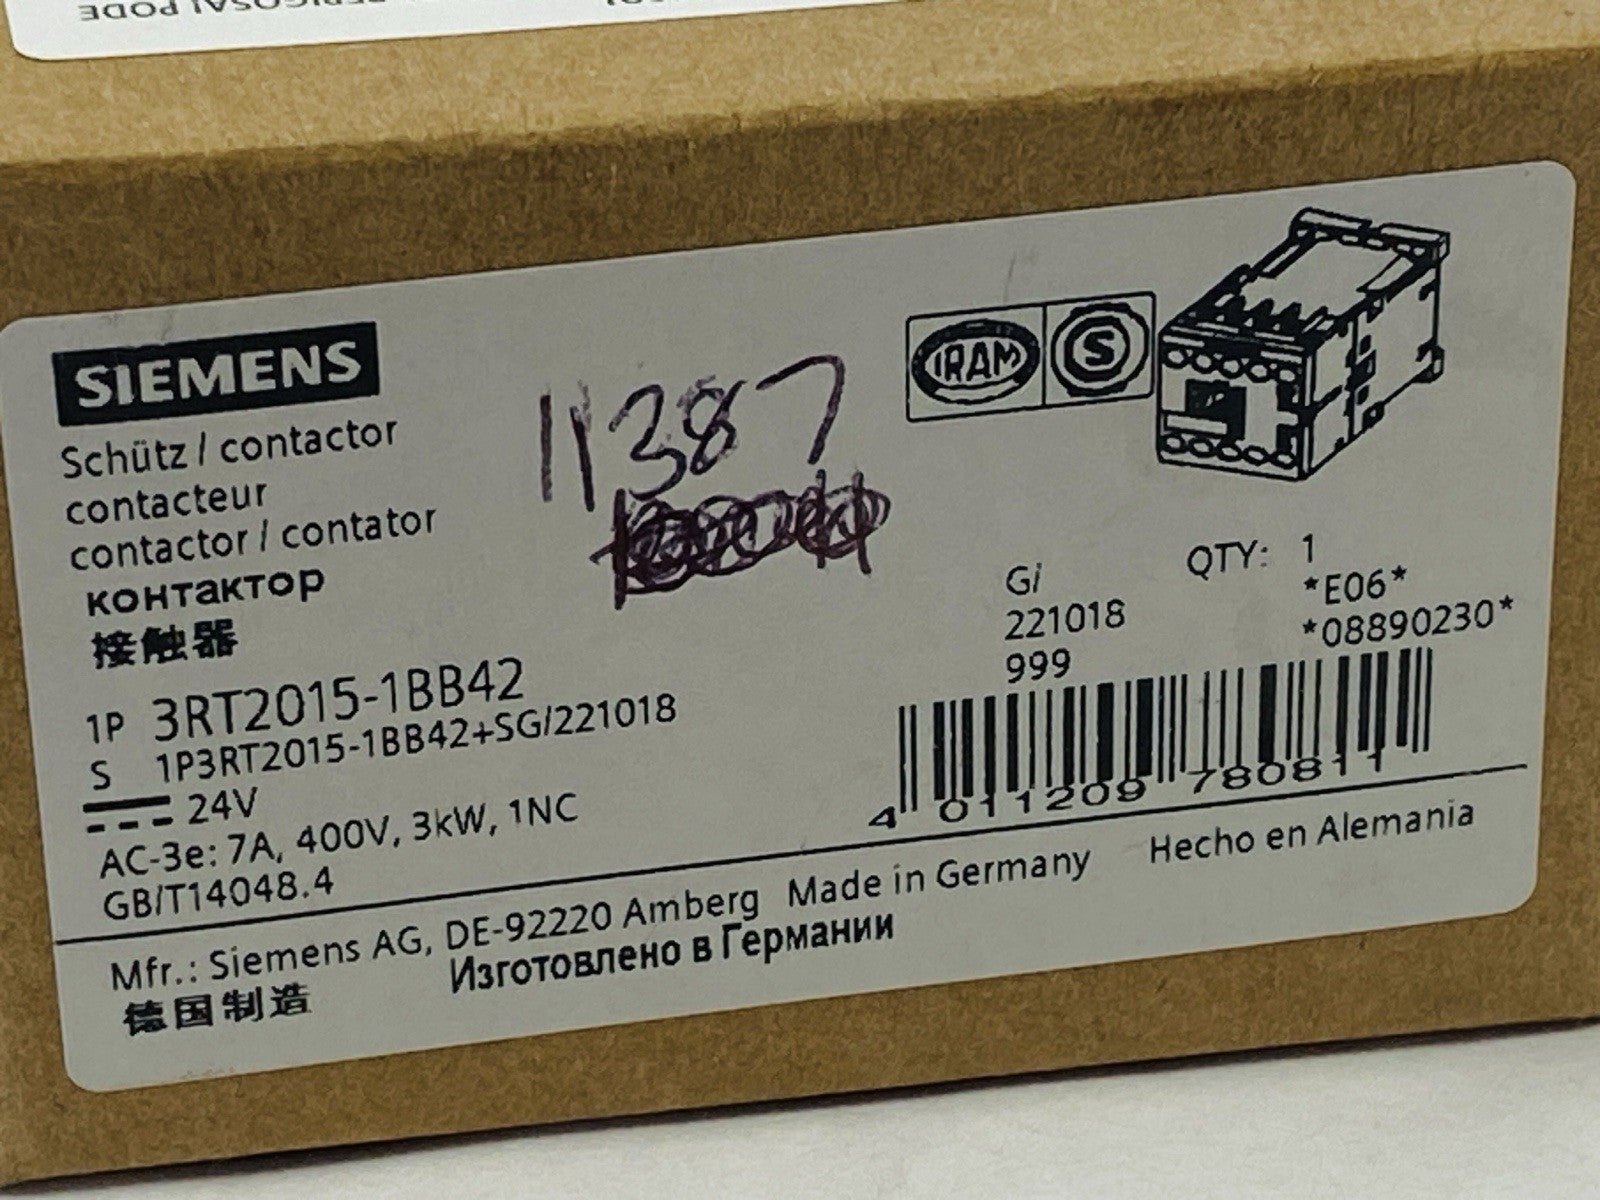 SIEMENS
Schütz / contactor
contacteur
contactor / contator
контактор
接触器
11387
IRAM S
Gi
221018
999
QTY: 1
*E06*
*08890230*
1P 3RT2015-1BB42
S 1P3RT2015-1BB42+SG/221018
24V
AC-3e: 7A, 400V, 3kW, 1NC
GB/T14048.4
4 011209 780811
Mfr.: Siemens AG, DE-92220 Amberg Made in Germany Hecho en Alemania
Изготовлено в Германии
德国制造